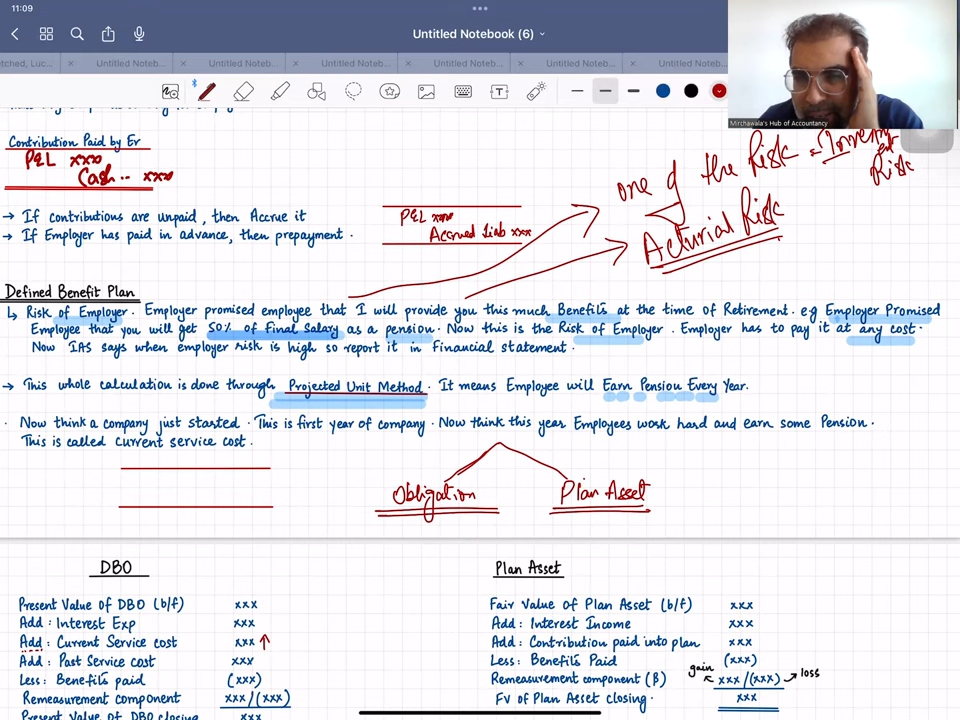 11:09
Untitled Notebook (6)
etched, Luc...
Untitled Noteb...
Untitled Noteb...
Untitled Noteb...
Untitled Noteb...
Untitled Noteb...
Untitled Noteb...
Mirchawala's Hub of Accountancy
Contribution Paid by Er
P&L xxx
Cash.. xxx
one of the Risk = Investment Risk
Acturial Risk
→ If contributions are unpaid, then Accrue it
→ If Employer has paid in advance, then prepayment.
P&L xxx
Accrued liab xxx
Defined Benefit Plan
↳ Risk of Employer. Employer promised employee that I will provide you this much Benefits at the time of Retirement. e.g Employer Promised
Employee that you will get 50% of Final Salary as a pension. Now this is the Risk of Employer. Employer has to pay it at any cost.
Now IAS says when employer risk is high so report it in Financial statement.
→ This whole calculation is done through Projected Unit Method. It means Employee will Earn Pension Every Year.
. Now think a company just started. This is first year of company. Now think this year Employees work hard and earn some Pension.
This is called current service cost.
Obligation
Plan Asset
DBO
Present Value of DBO (b/f) xxx
Add: Interest Exp xxx
Add: Current Service cost xxx ↑
Add: Past Service cost xxx
Less: Benefits paid (xxx)
Remeasurement component xxx/(xxx)
Present Value of DBO closing xxx
Plan Asset
Fair Value of Plan Asset (b/f) xxx
Add: Interest Income xxx
Add: Contribution paid into plan xxx
Less: Benefits Paid (xxx)
Remeasurement component (β) gain xxx/(xxx) → loss
Fv of Plan Asset closing. xxx